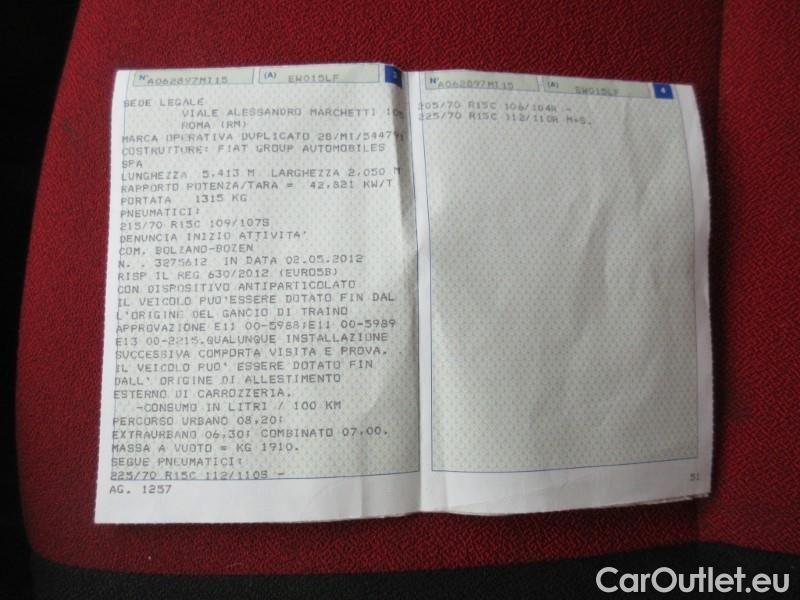 N° A062897MI15 (A) EW015LF 3
SEDE LEGALE
VIALE ALESSANDRO MARCHETTI 105
ROMA (RM)
MARCA OPERATIVA DUPLICATO 28/MI/544791
COSTRUTTORE: FIAT GROUP AUTOMOBILES
SPA
LUNGHEZZA 5,413 M LARGHEZZA 2,050 M
RAPPORTO POTENZA/TARA = 42,821 KW/T
PORTATA 1315 KG
PNEUMATICI:
215/70 R15C 109/107S
DENUNCIA INIZIO ATTIVITA'
COM. BOLZANO-BOZEN
N. . 3275612 IN DATA 02.05.2012
RISP IL REG 630/2012 (EURO5B)
CON DISPOSITIVO ANTIPARTICOLATO
IL VEICOLO PUO'ESSERE DOTATO FIN DAL
L'ORIGINE DEL GANCIO DI TRAINO
APPROVAZIONE E11 00-5988;E11 00-5989
E13 00-2215.QUALUNQUE INSTALLAZIONE
SUCCESSIVA COMPORTA VISITA E PROVA.
IL VEICOLO PUO' ESSERE DOTATO FIN
DALL' ORIGINE DI ALLESTIMENTO
ESTERNO DI CARROZZERIA.
-CONSUMO IN LITRI / 100 KM
PERCORSO URBANO 08,20;
EXTRAURBANO 06,30; COMBINATO 07,00.
MASSA A VUOTO = KG 1910.
SEGUE PNEUMATICI:
225/70 R15C 112/110S -
AG. 1257
N° A062897MI15 (A) EW015LF 4
205/70 R15C 106/104R -
225/70 R15C 112/110R M+S.
51
CarOutlet.eu